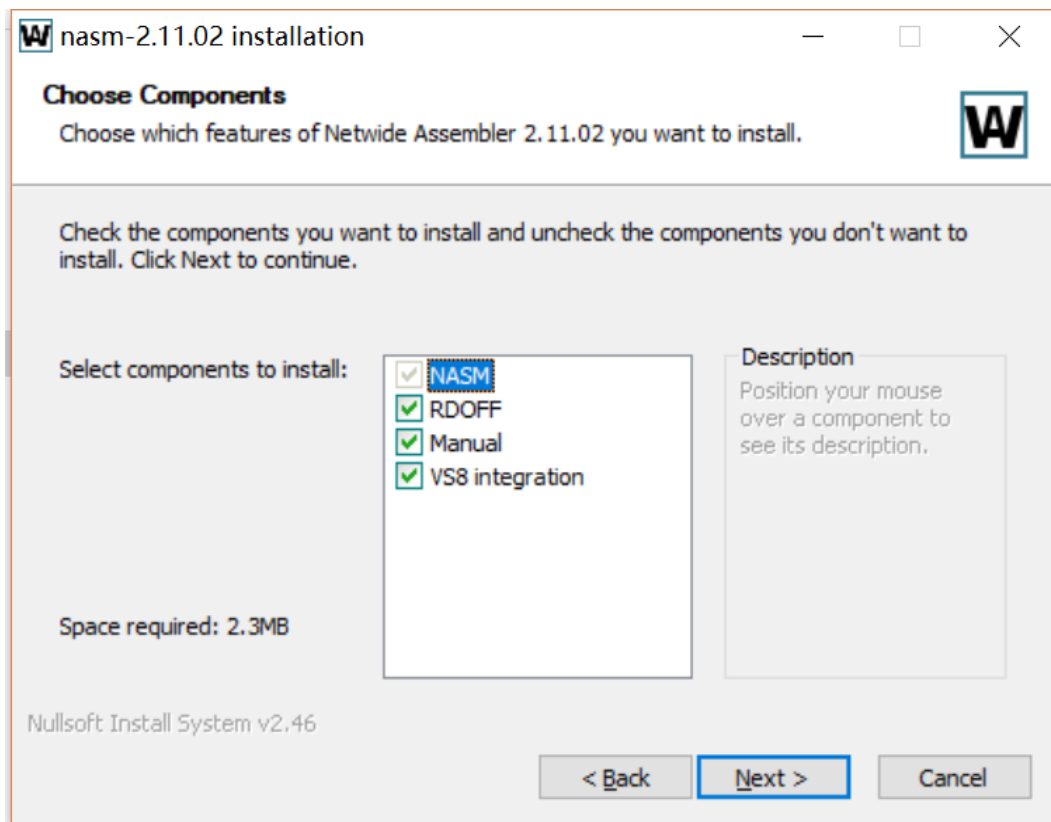 nasm-2.11.02 installation
Choose Components
Choose which features of Netwide Assembler 2.11.02 you want to install.
Check the components you want to install and uncheck the components you don't want to
install. Click Next to continue.
Select components to install:
NASM
RDOFF
Manual
VS8 integration
Description
Position your mouse
over a component to
see its description.
Space required: 2.3MB
Nullsoft Install System v2.46
< Back
Next >
Cancel